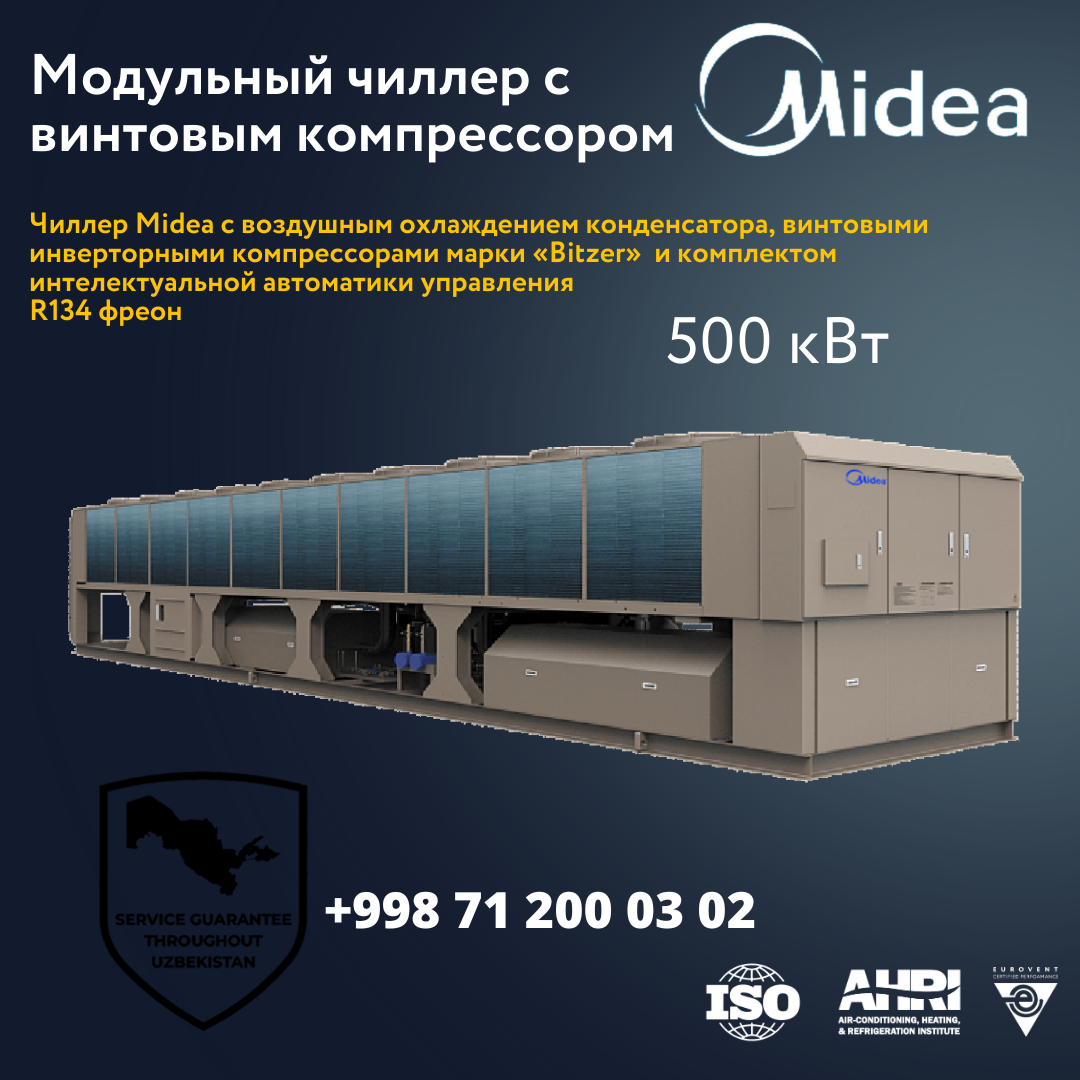 Модульный чиллер с
винтовым компрессором
Midea
Чиллер Midea с воздушным охлаждением конденсатора, винтовыми
инверторными компрессорами марки «Bitzer» и комплектом
интелектуальной автоматики управления
R134 фреон
500 кВт
Midea
SERVICE GUARANTEE
THROUGHOUT
UZBEKISTAN
+998 71 200 03 02
ISO
AHRI
AIR-CONDITIONING, HEATING,
& REFRIGERATION INSTITUTE
EUROVENT
CERTIFIED PERFORMANCE